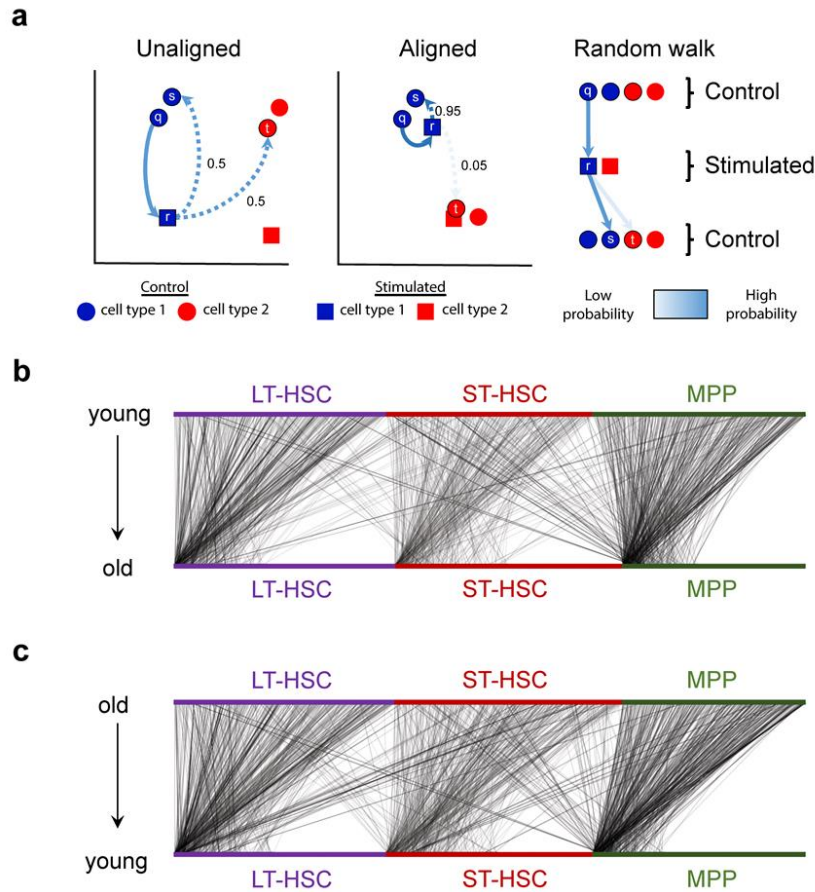 a
Unaligned
Aligned
Random walk
s
q
t
r
0.5
0.5
s
q
r
0.95
0.05
t
q
Control
r
Stimulated
s
t
Control
Control
cell type 1
cell type 2
Stimulated
cell type 1
cell type 2
Low probability
High probability
b
LT-HSC ST-HSC MPP
young
old
LT-HSC ST-HSC MPP
c
LT-HSC ST-HSC MPP
old
young
LT-HSC ST-HSC MPP